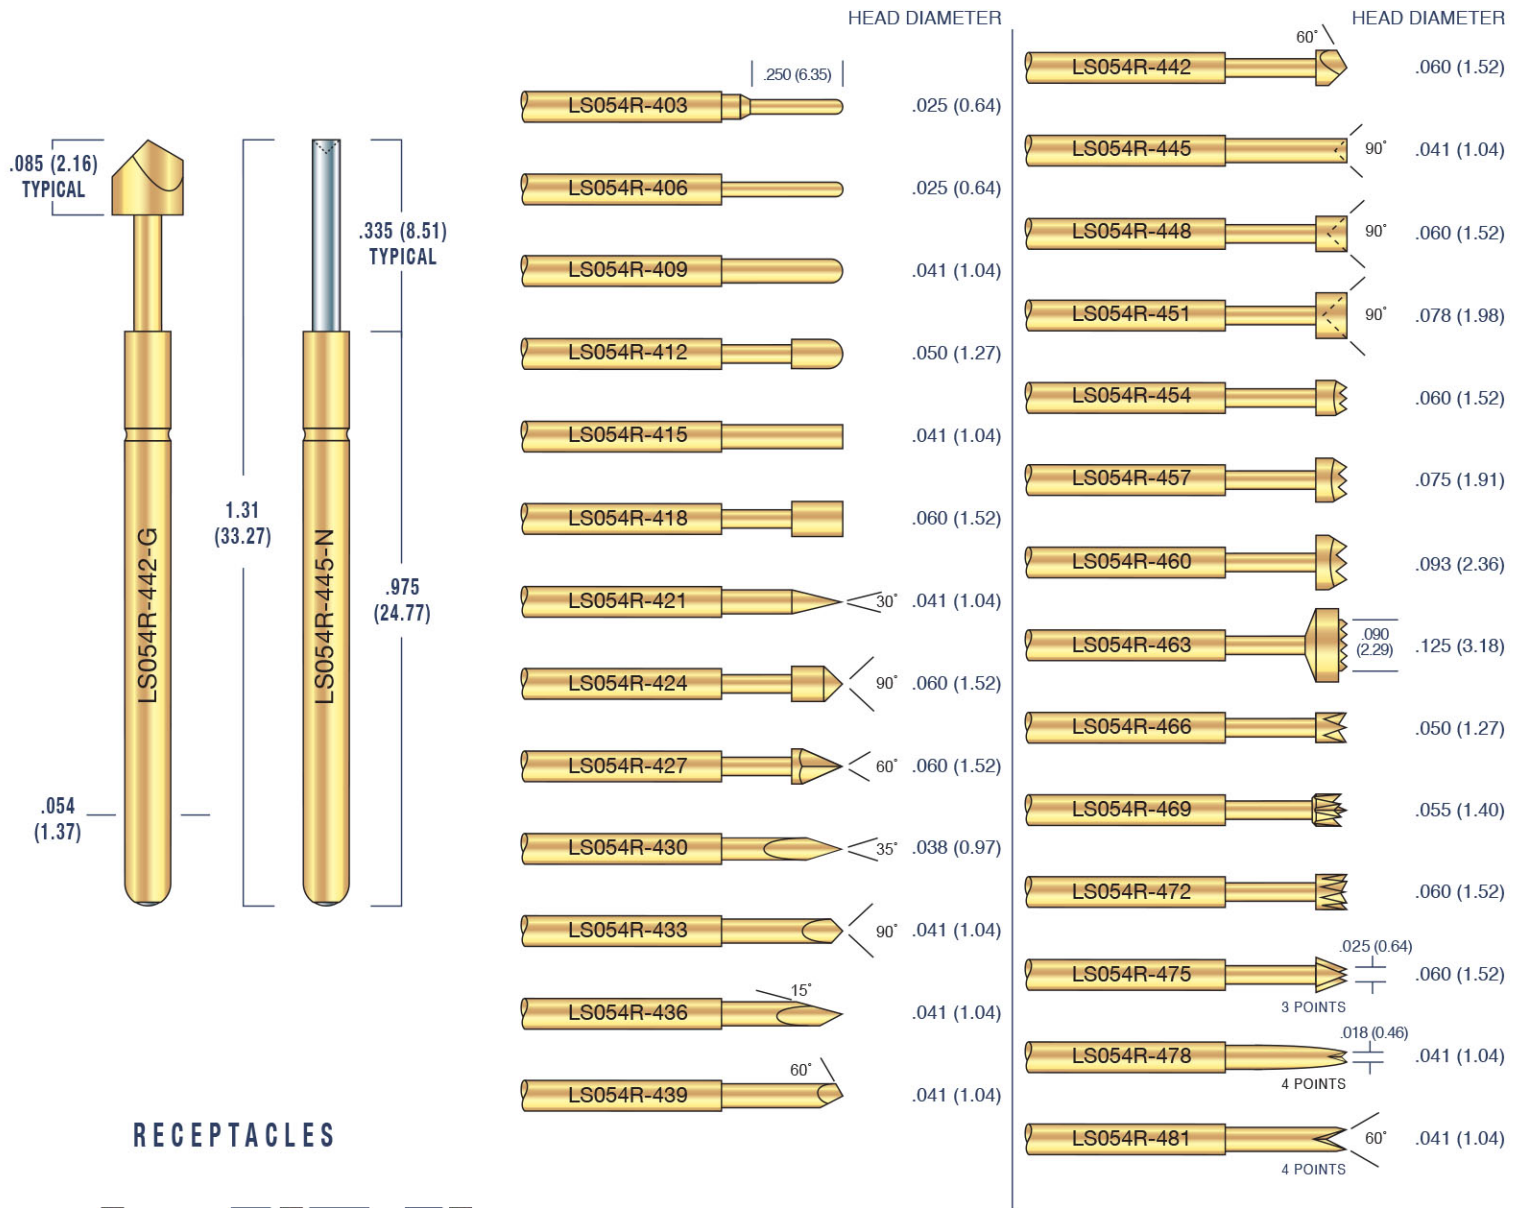 .085 (2.16)
TYPICAL
.335 (8.51)
TYPICAL
1.31
(33.27)
.975
(24.77)
LS054R-442-G
LS054R-445-N
.054
(1.37)
RECEPTACLES
HEAD DIAMETER
.250 (6.35)
LS054R-403 .025 (0.64)
LS054R-406 .025 (0.64)
LS054R-409 .041 (1.04)
LS054R-412 .050 (1.27)
LS054R-415 .041 (1.04)
LS054R-418 .060 (1.52)
LS054R-421 30° .041 (1.04)
LS054R-424 90° .060 (1.52)
LS054R-427 60° .060 (1.52)
LS054R-430 35° .038 (0.97)
LS054R-433 90° .041 (1.04)
15°
LS054R-436 .041 (1.04)
60°
LS054R-439 .041 (1.04)
HEAD DIAMETER
60°
LS054R-442 .060 (1.52)
LS054R-445 90° .041 (1.04)
LS054R-448 90° .060 (1.52)
LS054R-451 90° .078 (1.98)
LS054R-454 .060 (1.52)
LS054R-457 .075 (1.91)
LS054R-460 .093 (2.36)
LS054R-463 .090 (2.29) .125 (3.18)
LS054R-466 .050 (1.27)
LS054R-469 .055 (1.40)
LS054R-472 .060 (1.52)
.025 (0.64)
LS054R-475 .060 (1.52)
3 POINTS
.018 (0.46)
LS054R-478 .041 (1.04)
4 POINTS
LS054R-481 60° .041 (1.04)
4 POINTS